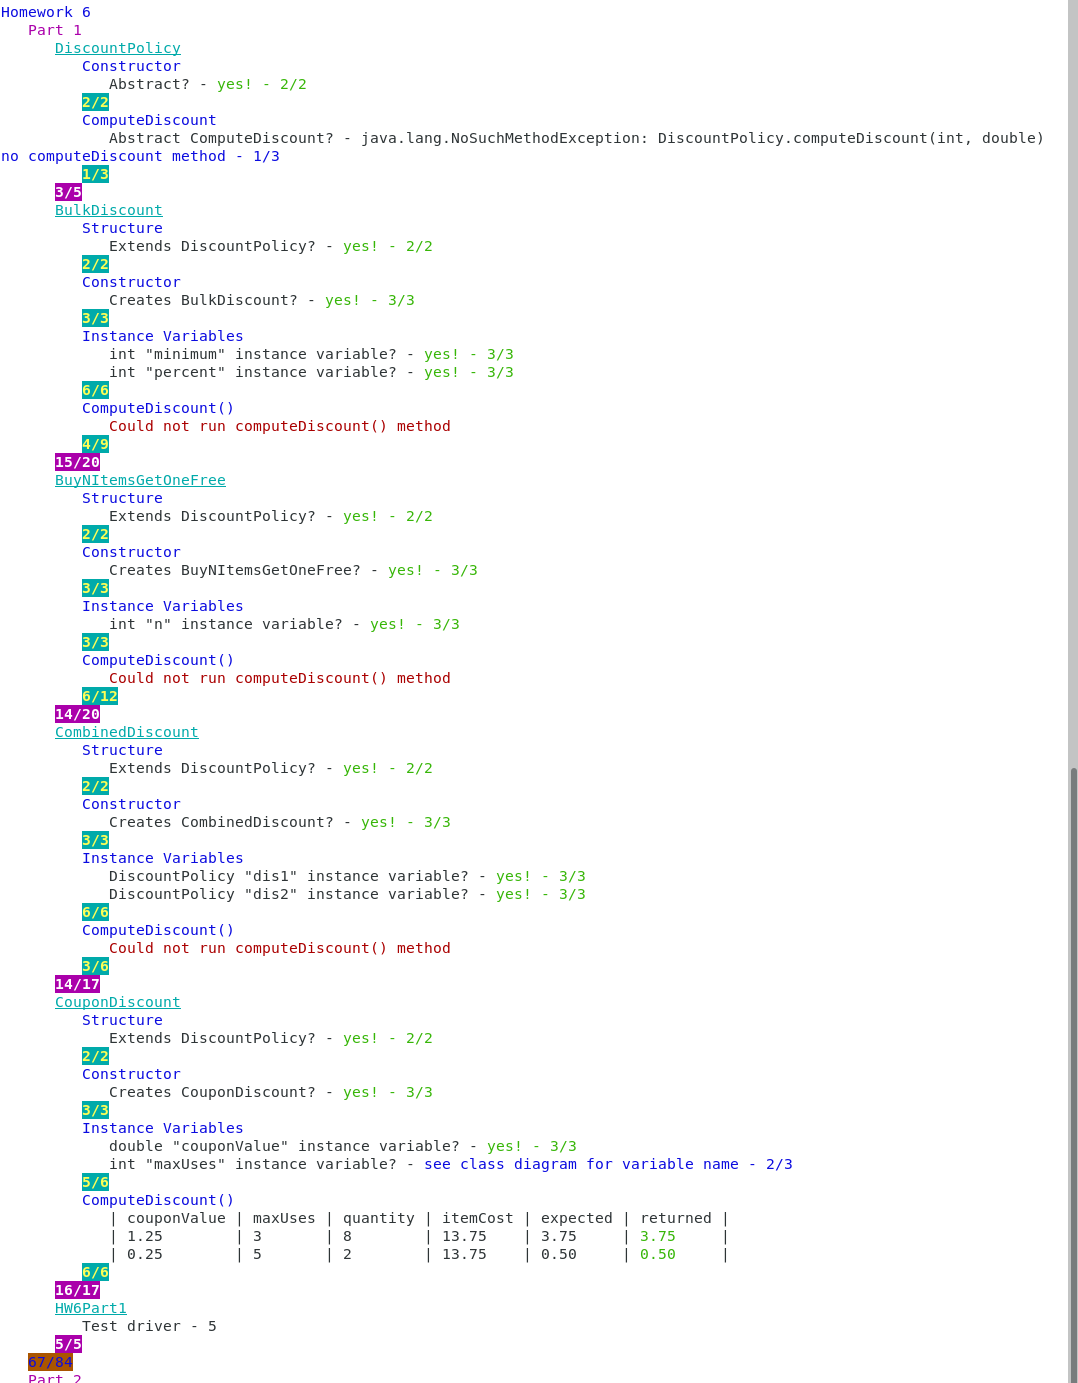 Homework 6
Part 1
DiscountPolicy
Constructor
Abstract? - yes! - 2/2
2/2
ComputeDiscount
Abstract ComputeDiscount? - java.lang.NoSuchMethodException: DiscountPolicy.computeDiscount(int, double)
no computeDiscount method - 1/3
1/3
3/5
BulkDiscount
Structure
Extends DiscountPolicy? - yes! - 2/2
2/2
Constructor
Creates BulkDiscount? - yes! - 3/3
3/3
Instance Variables
int "minimum" instance variable? - yes! - 3/3
int "percent" instance variable? - yes! - 3/3
6/6
ComputeDiscount()
Could not run computeDiscount() method
4/9
15/20
BuyNItemsGetOneFree
Structure
Extends DiscountPolicy? - yes! - 2/2
2/2
Constructor
Creates BuyNItemsGetOneFree? - yes! - 3/3
3/3
Instance Variables
int "n" instance variable? - yes! - 3/3
3/3
ComputeDiscount()
Could not run computeDiscount() method
6/12
14/20
CombinedDiscount
Structure
Extends DiscountPolicy? - yes! - 2/2
2/2
Constructor
Creates CombinedDiscount? - yes! - 3/3
3/3
Instance Variables
DiscountPolicy "dis1" instance variable? - yes! - 3/3
DiscountPolicy "dis2" instance variable? - yes! - 3/3
6/6
ComputeDiscount()
Could not run computeDiscount() method
3/6
14/17
CouponDiscount
Structure
Extends DiscountPolicy? - yes! - 2/2
2/2
Constructor
Creates CouponDiscount? - yes! - 3/3
3/3
Instance Variables
double "couponValue" instance variable? - yes! - 3/3
int "maxUses" instance variable? - see class diagram for variable name - 2/3
5/6
ComputeDiscount()
| couponValue | maxUses | quantity | itemCost | expected | returned |
| 1.25 | 3 | 8 | 13.75 | 3.75 | 3.75 |
| 0.25 | 5 | 2 | 13.75 | 0.50 | 0.50 |
6/6
16/17
HW6Part1
Test driver - 5
5/5
67/84
Part 2